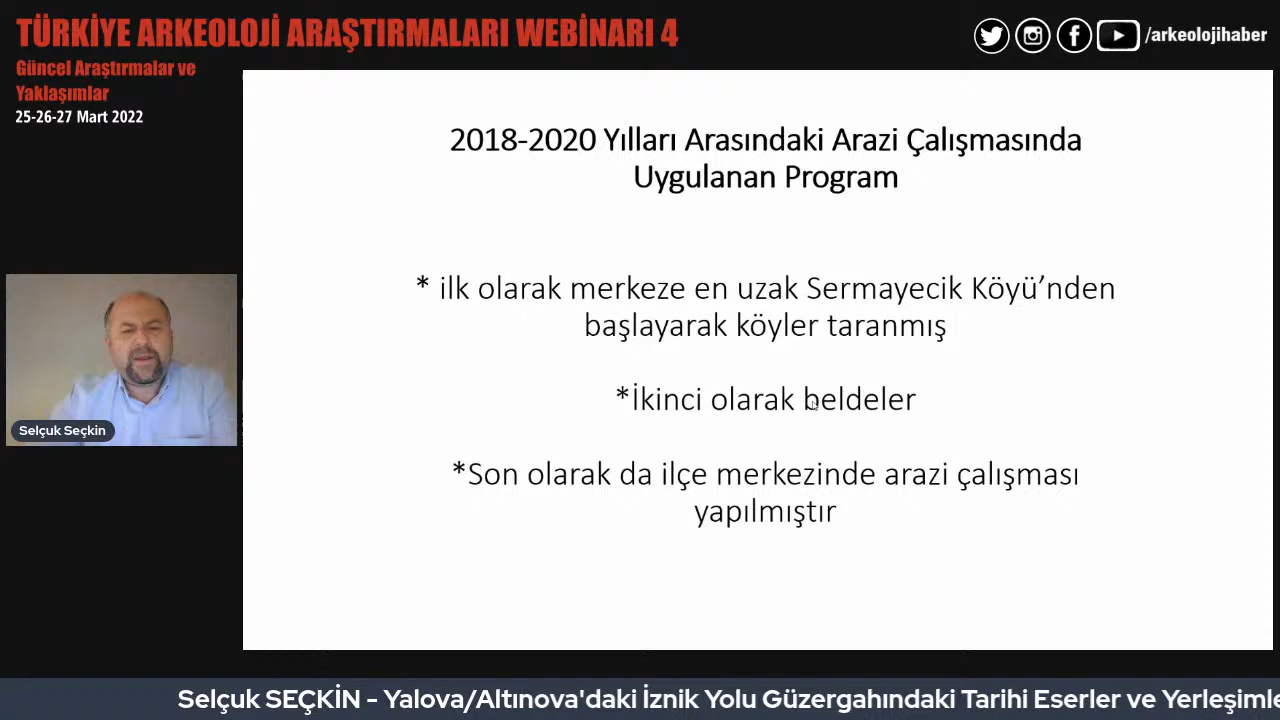 TÜRKİYE ARKEOLOJİ ARAŞTIRMALARI WEBİNARI 4
Güncel Araştırmalar ve
Yaklaşımlar
25-26-27 Mart 2022
/arkeolojihaber
2018-2020 Yılları Arasındaki Arazi Çalışmasında
Uygulanan Program
* ilk olarak merkeze en uzak Sermayecik Köyü’nden
başlayarak köyler taranmış
*İkinci olarak beldeler
*Son olarak da ilçe merkezinde arazi çalışması
yapılmıştır
Selçuk Seçkin
Selçuk SEÇKİN - Yalova/Altınova'daki İznik Yolu Güzergahındaki Tarihi Eserler ve